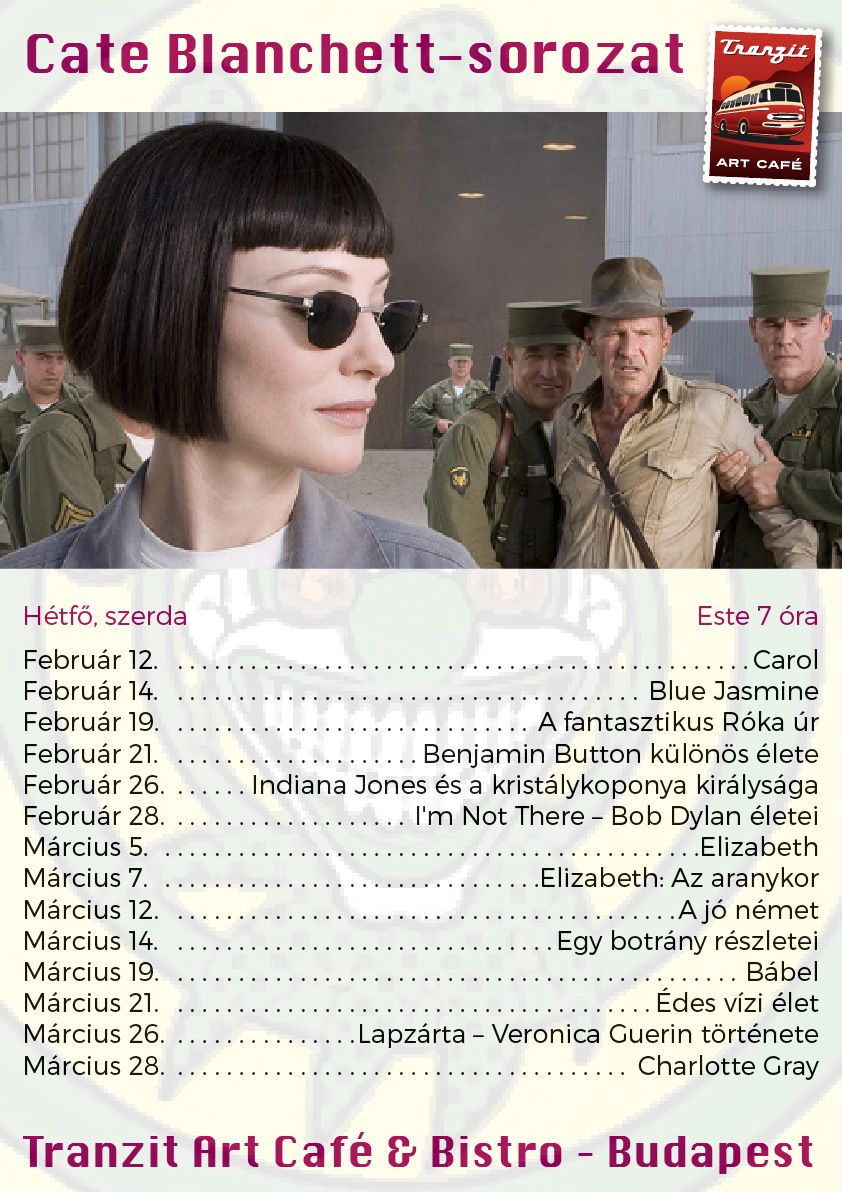 Cate Blanchett-sorozat
Tranzit
ART CAFÉ
Hétfő, szerda Este 7 óra
Február 12. . . . . . . . . . . . . . . . . . . . . . . . . . . . . . . . . . . . . . . . . . . . . . . . Carol
Február 14. . . . . . . . . . . . . . . . . . . . . . . . . . . . . . . . . . . . . . . Blue Jasmine
Február 19. . . . . . . . . . . . . . . . . . . . . . . . . . . . . . A fantasztikus Róka úr
Február 21. . . . . . . . . . . . . . . . . . . . . Benjamin Button különös élete
Február 26. . . . . . . Indiana Jones és a kristálykoponya királysága
Február 28. . . . . . . . . . . . . . . . . . . . I'm Not There – Bob Dylan életei
Március 5. . . . . . . . . . . . . . . . . . . . . . . . . . . . . . . . . . . . . . . . . . . . .Elizabeth
Március 7. . . . . . . . . . . . . . . . . . . . . . . . . . . . . . . .Elizabeth: Az aranykor
Március 12. . . . . . . . . . . . . . . . . . . . . . . . . . . . . . . . . . . . . . . . . . A jó német
Március 14. . . . . . . . . . . . . . . . . . . . . . . . . . . . . . . . Egy botrány részletei
Március 19. . . . . . . . . . . . . . . . . . . . . . . . . . . . . . . . . . . . . . . . . . . . . . . Bábel
Március 21. . . . . . . . . . . . . . . . . . . . . . . . . . . . . . . . . . . . . . . . Édes vízi élet
Március 26. . . . . . . . . . . . . . . .Lapzárta – Veronica Guerin története
Március 28. . . . . . . . . . . . . . . . . . . . . . . . . . . . . . . . . . . . . . Charlotte Gray
Tranzit Art Café & Bistro - Budapest